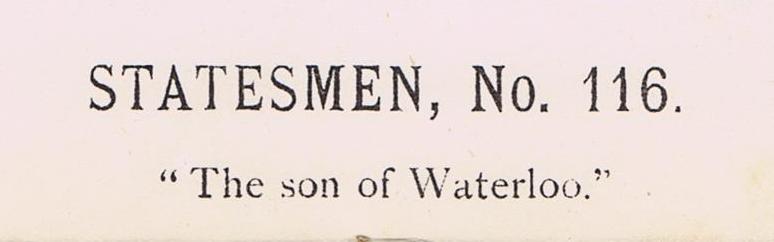 STATESMEN, No. 116.
“The son of Waterloo.”